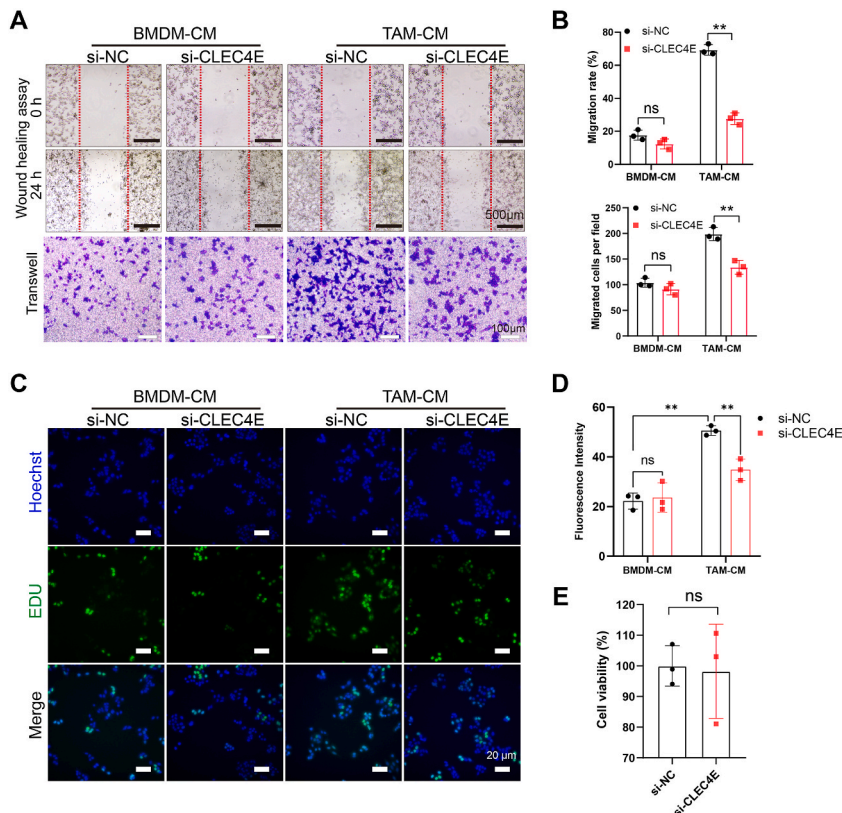 A
BMDM-CM
TAM-CM
si-NC
si-CLEC4E
si-NC
si-CLEC4E
Wound healing assay
0 h
24 h
500μm
Transwell
100μm
B
si-NC
si-CLEC4E
Migration rate (%)
80
60
40
20
0
ns
**
BMDM-CM
TAM-CM
si-NC
si-CLEC4E
Migrated cells per field
250
200
150
100
50
0
ns
**
BMDM-CM
TAM-CM
C
BMDM-CM
TAM-CM
si-NC
si-CLEC4E
si-NC
si-CLEC4E
Hoechst
EDU
Merge
20 μm
D
si-NC
si-CLEC4E
Fluorescence Intensity
60
40
20
0
**
**
ns
BMDM-CM
TAM-CM
E
Cell viability (%)
120
110
100
90
80
70
ns
si-NC
si-CLEC4E